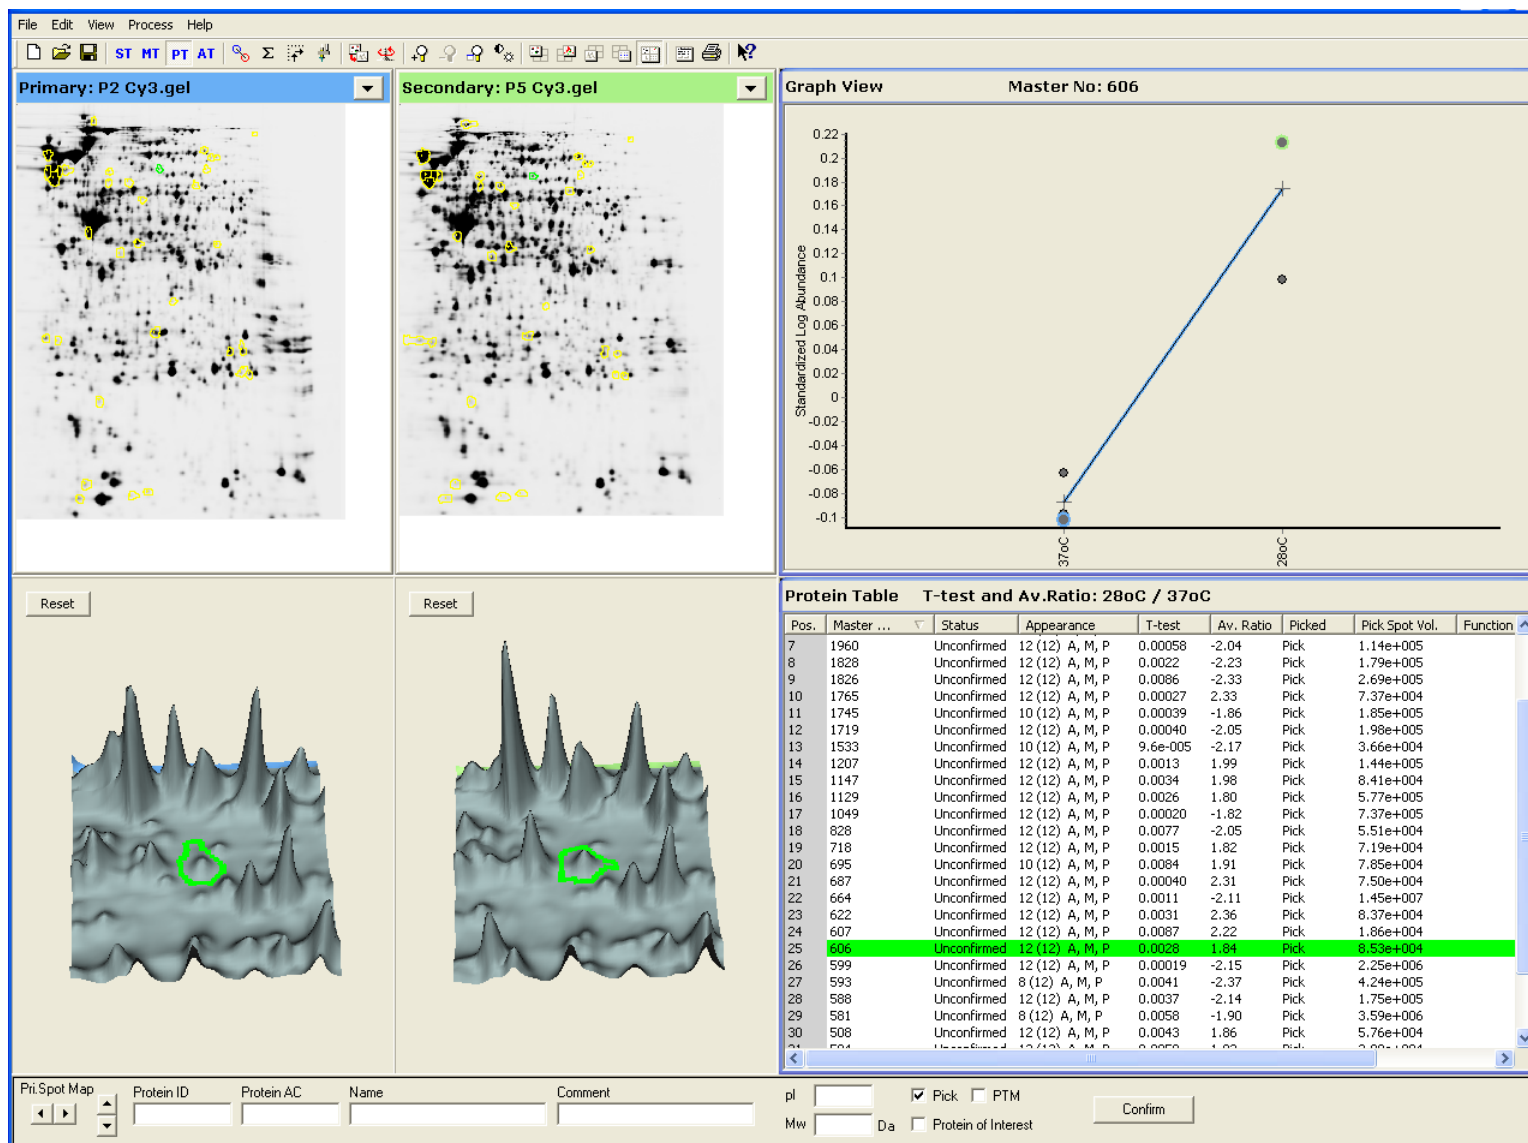 File Edit View Process Help
ST MT PT AT Σ
Primary: P2 Cy3.gel
Secondary: P5 Cy3.gel
Graph View Master No: 606
0.22
0.2
0.18
0.16
0.14
0.12
0.1
0.08
0.06
0.04
0.02
0
-0.02
-0.04
-0.06
-0.08
-0.1
Standardized Log Abundance
37oC
28oC
Reset
Reset
Protein Table T-test and Av.Ratio: 28oC / 37oC
Pos. Master ... Status Appearance T-test Av. Ratio Picked Pick Spot Vol. Function
7 1960 Unconfirmed 12 (12) A, M, P 0.00058 -2.04 Pick 1.14e+005
8 1828 Unconfirmed 12 (12) A, M, P 0.0022 -2.23 Pick 1.79e+005
9 1826 Unconfirmed 12 (12) A, M, P 0.0086 -2.33 Pick 2.69e+005
10 1765 Unconfirmed 12 (12) A, M, P 0.00027 2.33 Pick 7.37e+004
11 1745 Unconfirmed 10 (12) A, M, P 0.00039 -1.86 Pick 1.85e+005
12 1719 Unconfirmed 12 (12) A, M, P 0.00040 -2.05 Pick 1.98e+005
13 1533 Unconfirmed 10 (12) A, M, P 9.6e-005 -2.17 Pick 3.66e+004
14 1207 Unconfirmed 12 (12) A, M, P 0.0013 1.99 Pick 1.44e+005
15 1147 Unconfirmed 12 (12) A, M, P 0.0034 1.98 Pick 8.41e+004
16 1129 Unconfirmed 12 (12) A, M, P 0.0026 1.80 Pick 5.77e+005
17 1049 Unconfirmed 12 (12) A, M, P 0.00020 -1.82 Pick 7.37e+005
18 828 Unconfirmed 12 (12) A, M, P 0.0077 -2.05 Pick 5.51e+004
19 718 Unconfirmed 12 (12) A, M, P 0.0015 1.82 Pick 7.19e+004
20 695 Unconfirmed 10 (12) A, M, P 0.0084 1.91 Pick 7.85e+004
21 687 Unconfirmed 12 (12) A, M, P 0.00040 2.31 Pick 7.50e+004
22 664 Unconfirmed 12 (12) A, M, P 0.0011 -2.11 Pick 1.45e+007
23 622 Unconfirmed 12 (12) A, M, P 0.0031 2.36 Pick 8.37e+004
24 607 Unconfirmed 12 (12) A, M, P 0.0087 2.22 Pick 1.86e+004
25 606 Unconfirmed 12 (12) A, M, P 0.0028 1.84 Pick 8.53e+004
26 599 Unconfirmed 12 (12) A, M, P 0.00019 -2.15 Pick 2.25e+006
27 593 Unconfirmed 8 (12) A, M, P 0.0041 -2.37 Pick 4.24e+005
28 588 Unconfirmed 12 (12) A, M, P 0.0037 -2.14 Pick 1.75e+005
29 581 Unconfirmed 8 (12) A, M, P 0.0058 -1.90 Pick 3.59e+006
30 508 Unconfirmed 12 (12) A, M, P 0.0043 1.86 Pick 5.76e+004
Pri.Spot Map Protein ID Protein AC Name Comment pI Pick PTM Confirm
Mw Da Protein of Interest